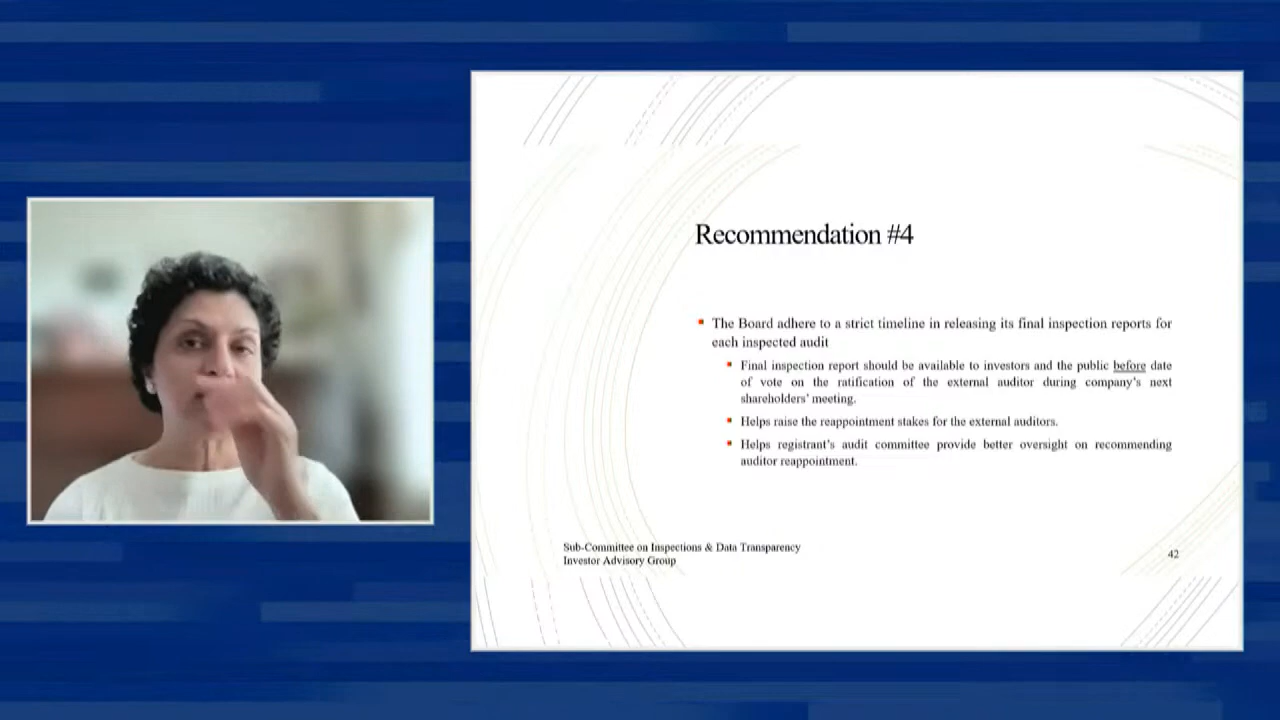 Recommendation #4
The Board adhere to a strict timeline in releasing its final inspection reports for
each inspected audit
Final inspection report should be available to investors and the public before date
of vote on the ratification of the external auditor during company's next
shareholders' meeting.
Helps raise the reappointment stakes for the external auditors.
Helps registrant's audit committee provide better oversight on recommending
auditor reappointment.
Sub-Committee on Inspections & Data Transparency
Investor Advisory Group
42